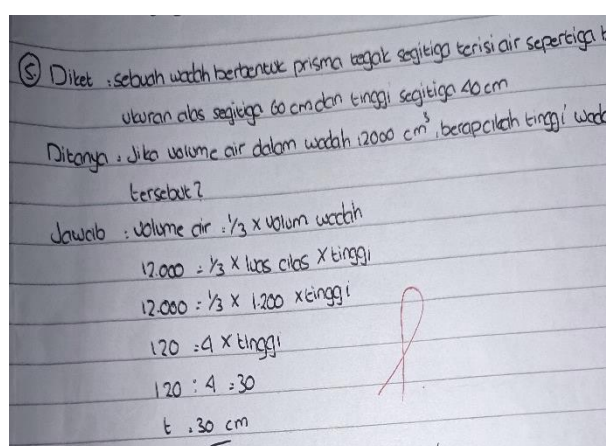 ⑤ Diket : sebuah wadah berbentuk prisma tegak segitiga terisi air sepertiga
ukuran alas segitiga 60 cm dan tinggi segitiga 40 cm
Ditanya : Jika volume air dalam wadah 12000 cm³, berapakah tinggi
tersebut?
Jawab : Volume air : 1/3 x volum wadah
12.000 = 1/3 x luas alas x tinggi
12.000 = 1/3 x 1.200 x tinggi
120 = 4 x tinggi
120 : 4 = 30
t . 30 cm